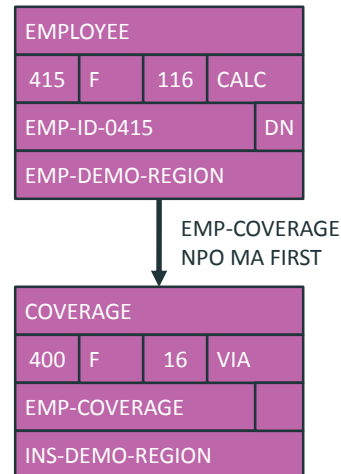 EMPLOYEE
415 F 116 CALC
EMP-ID-0415 DN
EMP-DEMO-REGION
EMP-COVERAGE
NPO MA FIRST
COVERAGE
400 F 16 VIA
EMP-COVERAGE
INS-DEMO-REGION